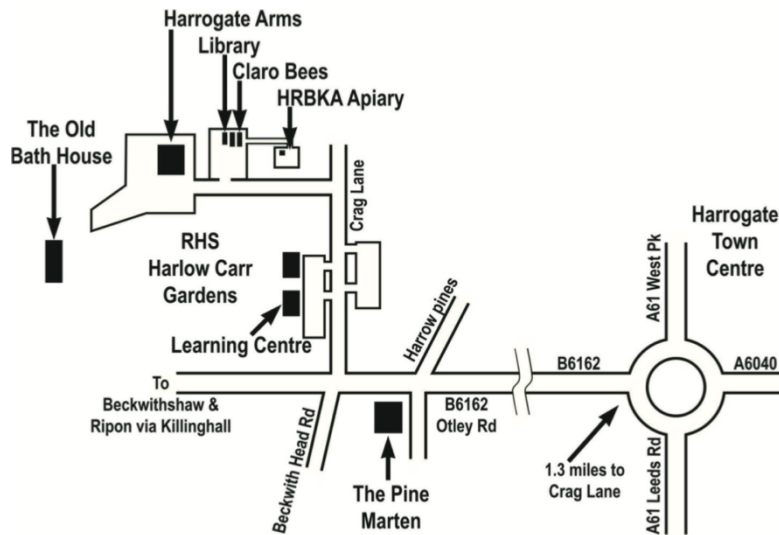 Harrogate Arms
Library
Claro Bees
HRBKA Apiary
The Old
Bath House
Crag Lane
RHS
Harlow Carr
Gardens
Learning Centre
Harrow pines
Harrogate
Town
Centre
A61 West Pk
To
Beckwithshaw &
Ripon via Killinghall
B6162
A6040
B6162
Otley Rd
Beckwith Head Rd
The Pine
Marten
1.3 miles to
Crag Lane
A61 Leeds Rd